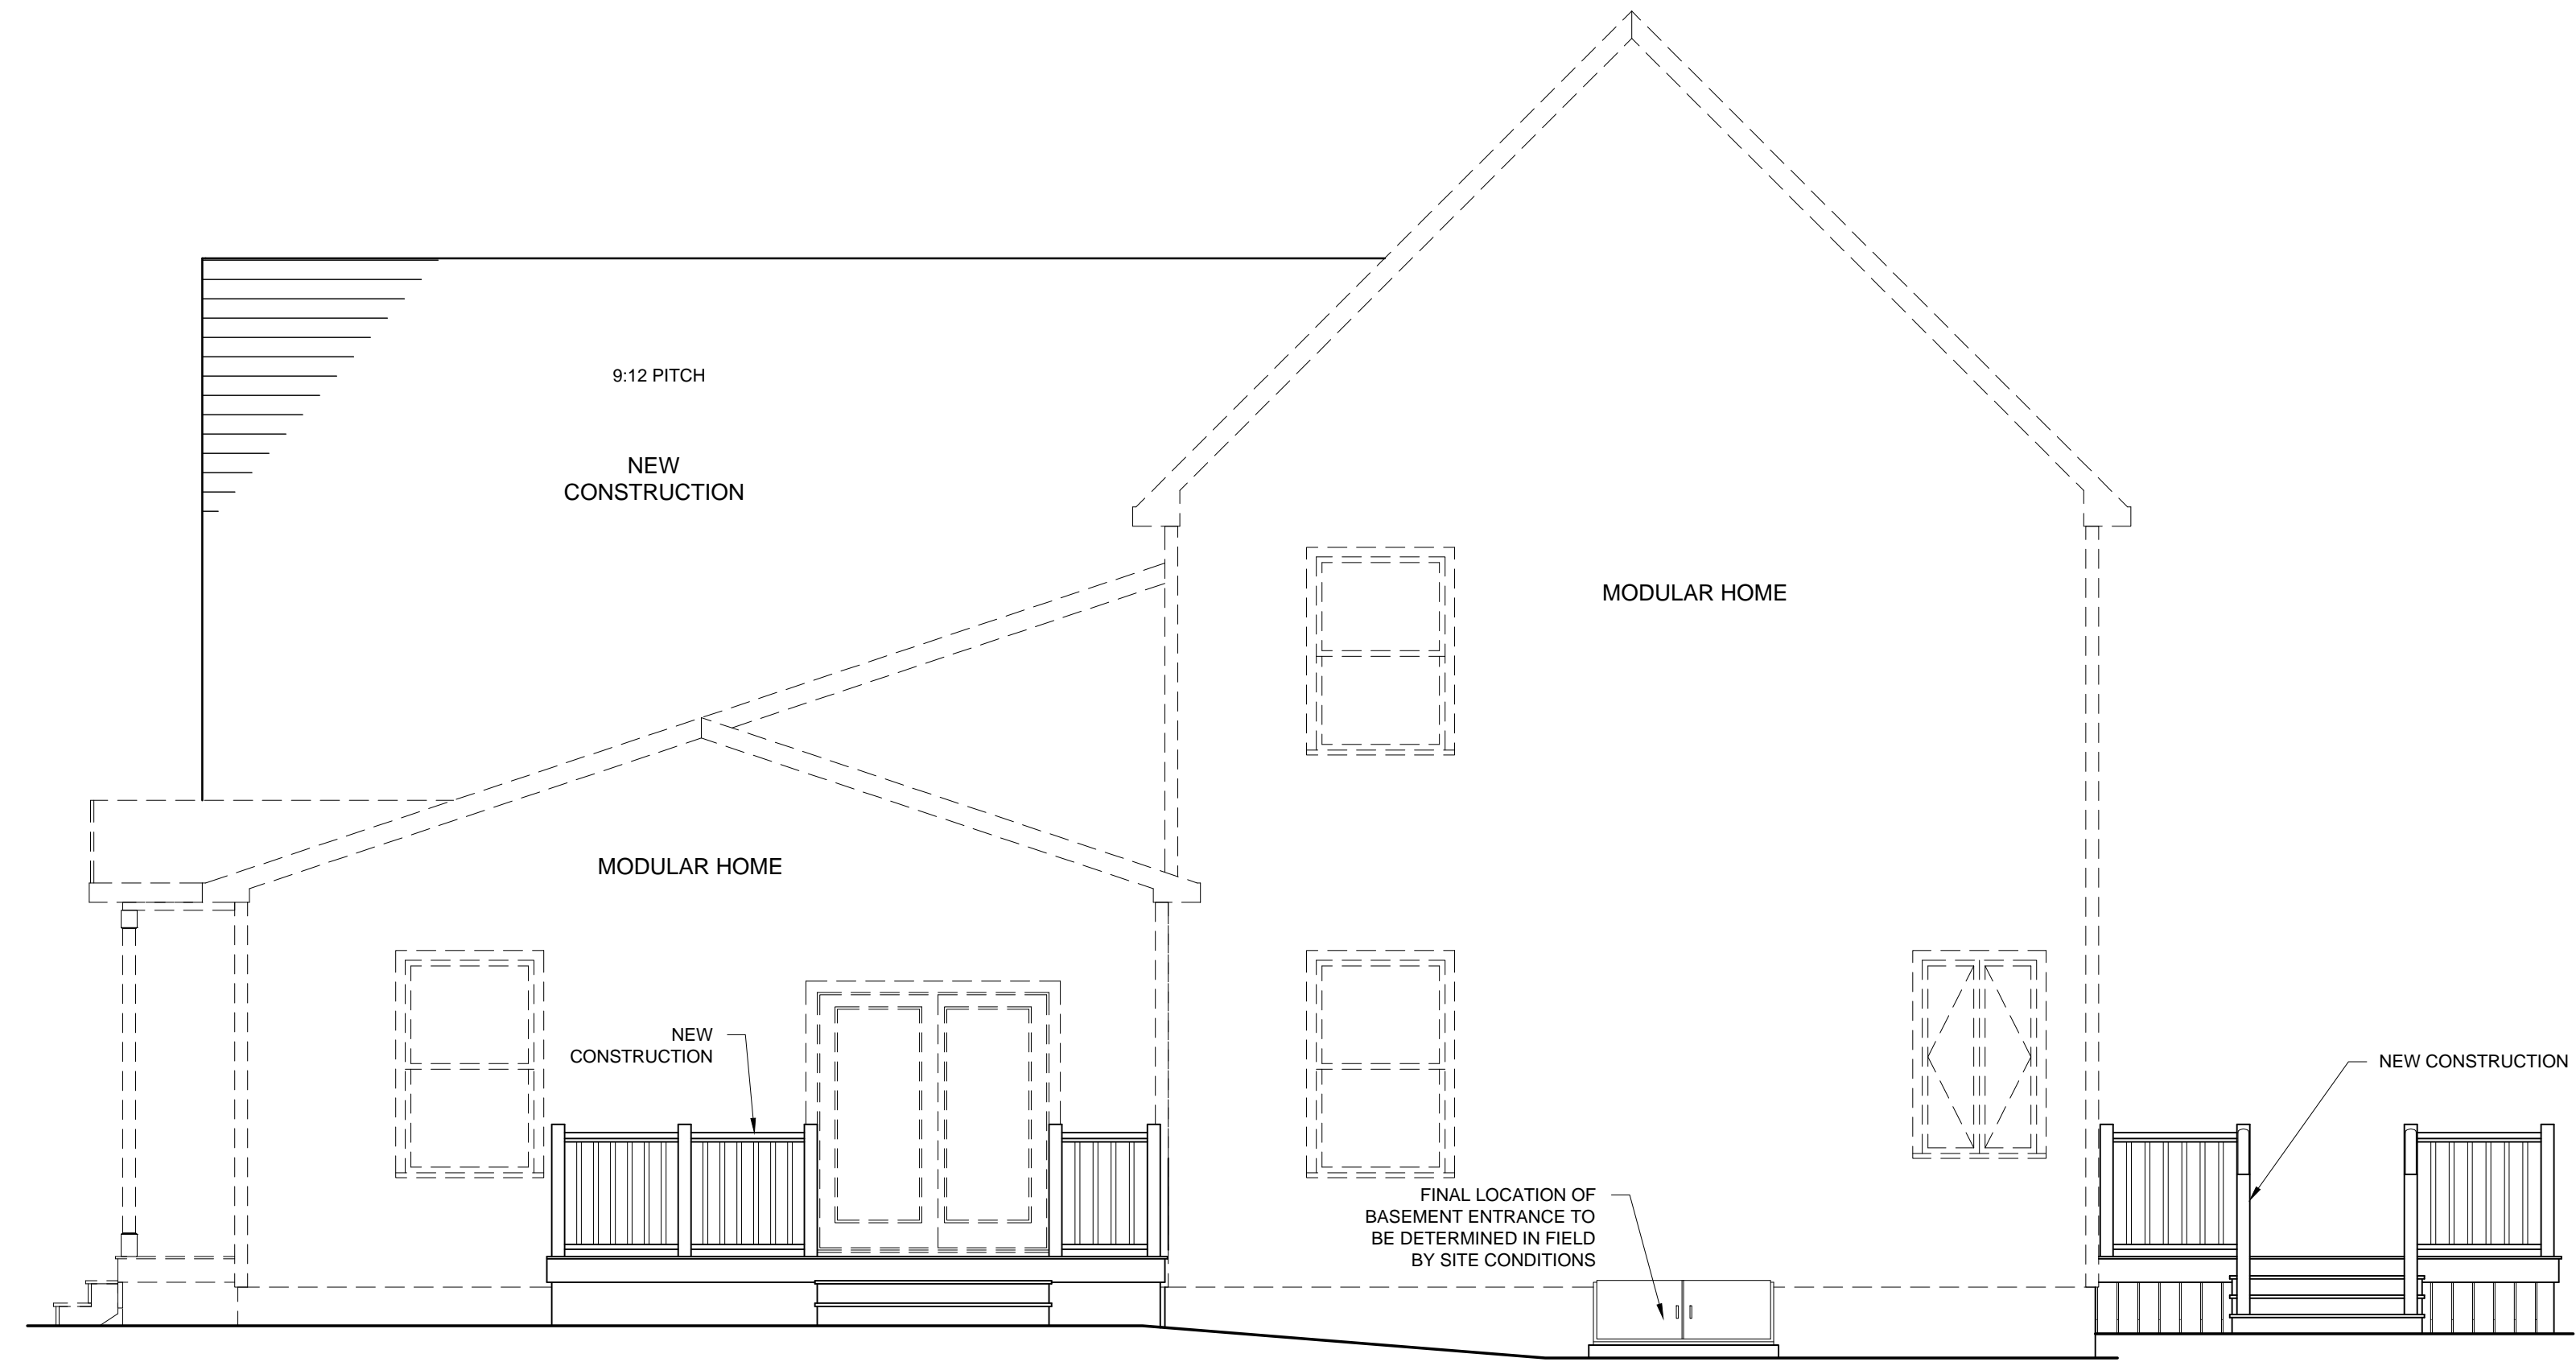 9:12 PITCH
NEW
CONSTRUCTION
MODULAR HOME
MODULAR HOME
NEW
CONSTRUCTION
NEW CONSTRUCTION
FINAL LOCATION OF
BASEMENT ENTRANCE TO
BE DETERMINED IN FIELD
BY SITE CONDITIONS